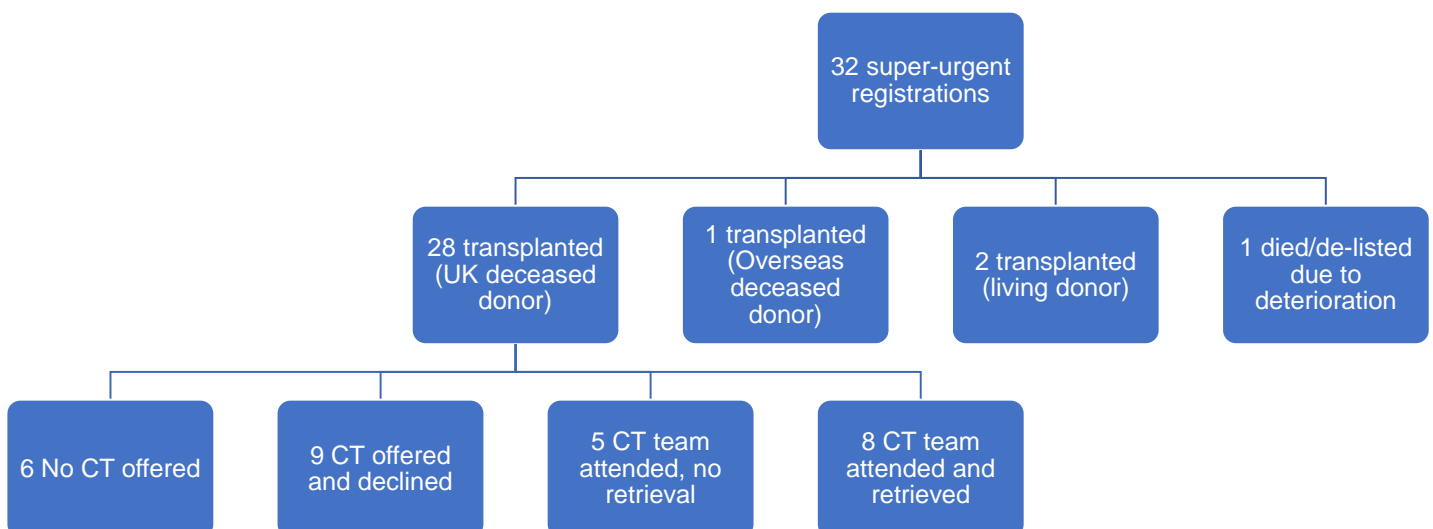 32 super-urgent
registrations
28 transplanted
(UK deceased
donor)
1 transplanted
(Overseas
deceased
donor)
2 transplanted
(living donor)
1 died/de-listed
due to
deterioration
6 No CT offered
9 CT offered
and declined
5 CT team
attended, no
retrieval
8 CT team
attended and
retrieved